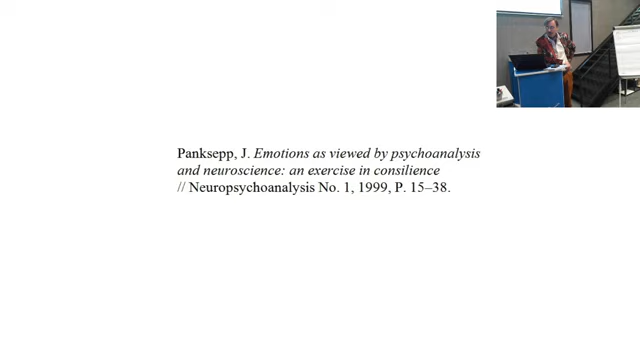 Panksepp, J. Emotions as viewed by psychoanalysis
and neuroscience: an exercise in consilience
// Neuropsychoanalysis No. 1, 1999, P. 15–38.